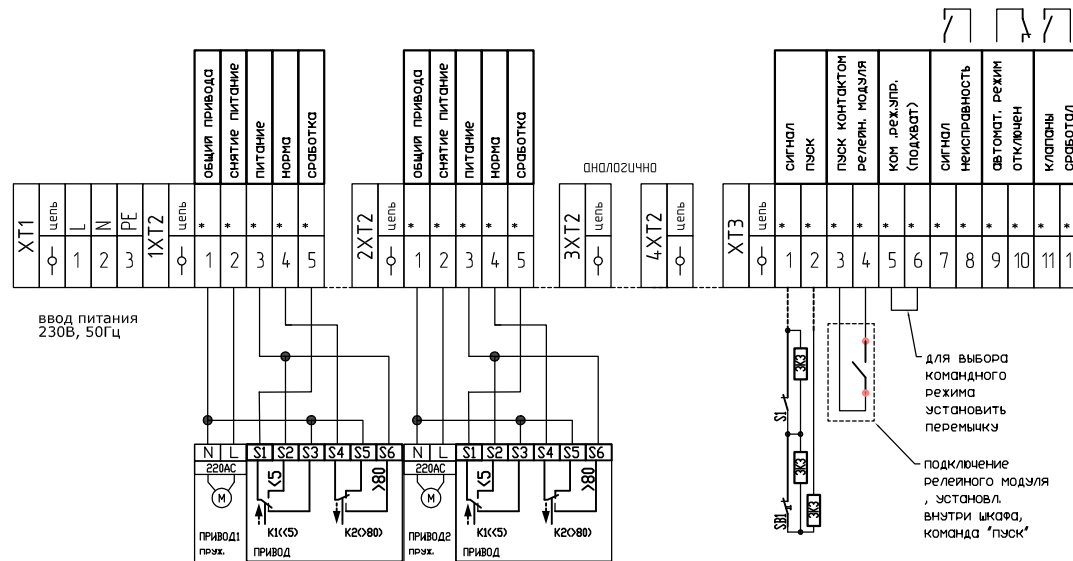 общий привода
снятие питание
питание
норма
сработка
общий привода
снятие питание
питание
норма
сработка
аналогично
сигнал
пуск
пуск контактом
релейн. модуля
ком .реж.упр.
(подхват)
сигнал
неисправность
автомат. режим
отключен
клапаны
сработал
XT1
цепь
L
N
PE
1XT2
цепь
* * * * *
2XT2
цепь
* * * * *
3XT2
цепь
4XT2
цепь
XT3
цепь
* * * * * * * * * * * *
1 2 3
1 2 3 4 5
1 2 3 4 5
1 2 3 4 5 6 7 8 9 10 11 1
ввод питания
230В, 50Гц
ЭКЗ
S1
ЭКЗ
SB1
ЭКЗ
для выбора
командного
режима
установить
перемычку
подключение
релейного модуля
, установл.
внутри шкафа,
команда "ПУСК"
N L S1 S2 S3 S4 S5 S6
220AC
M
<5
>80
K1(<5)
K2(>80)
ПРИВОД1
пруж.
ПРИВОД
N L S1 S2 S3 S4 S5 S6
220AC
M
<5
>80
K1(<5)
K2(>80)
ПРИВОД2
пруж.
ПРИВОД